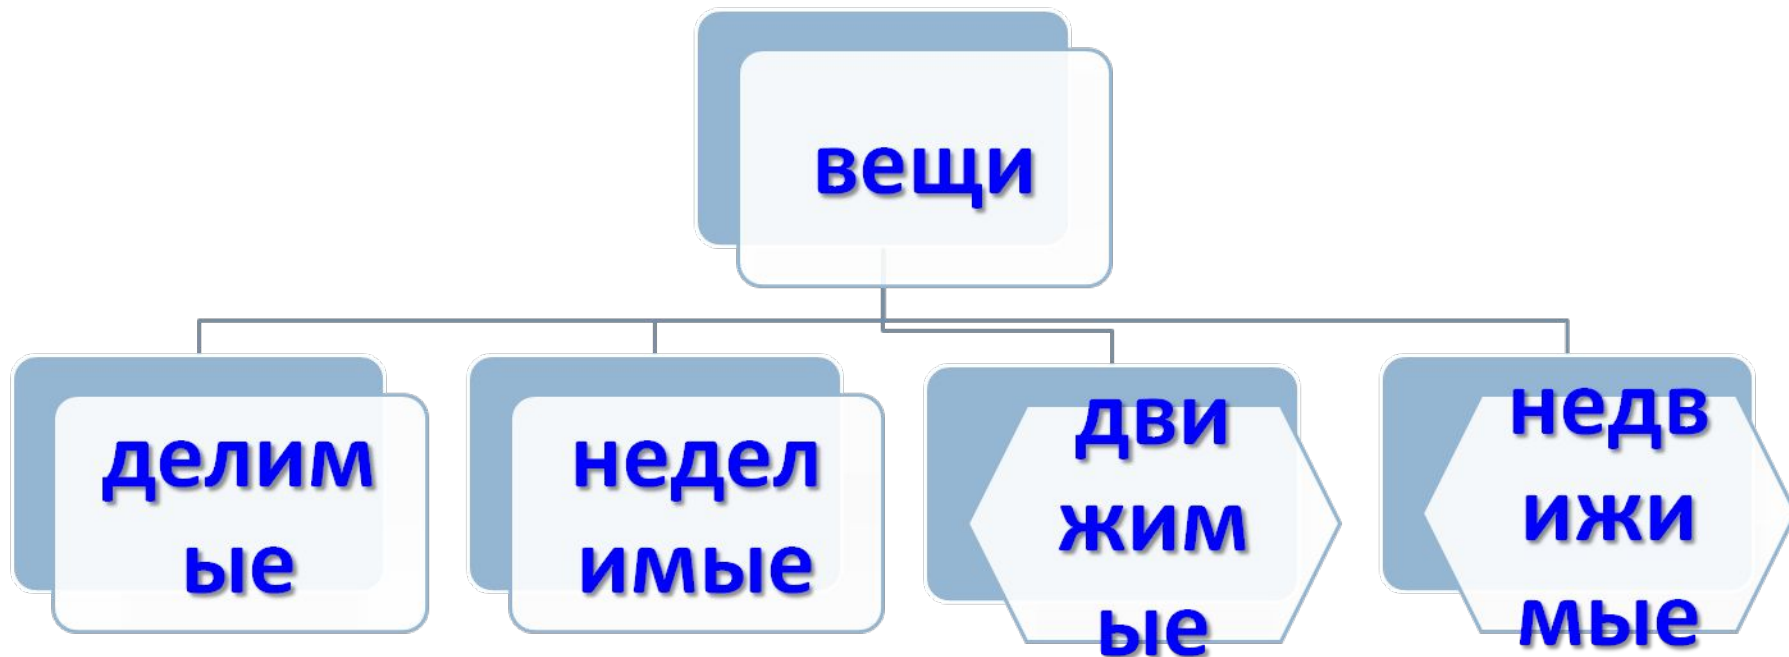 вещи
делим
ые
недел
имые
дви
жим
ые
недв
ижи
мые